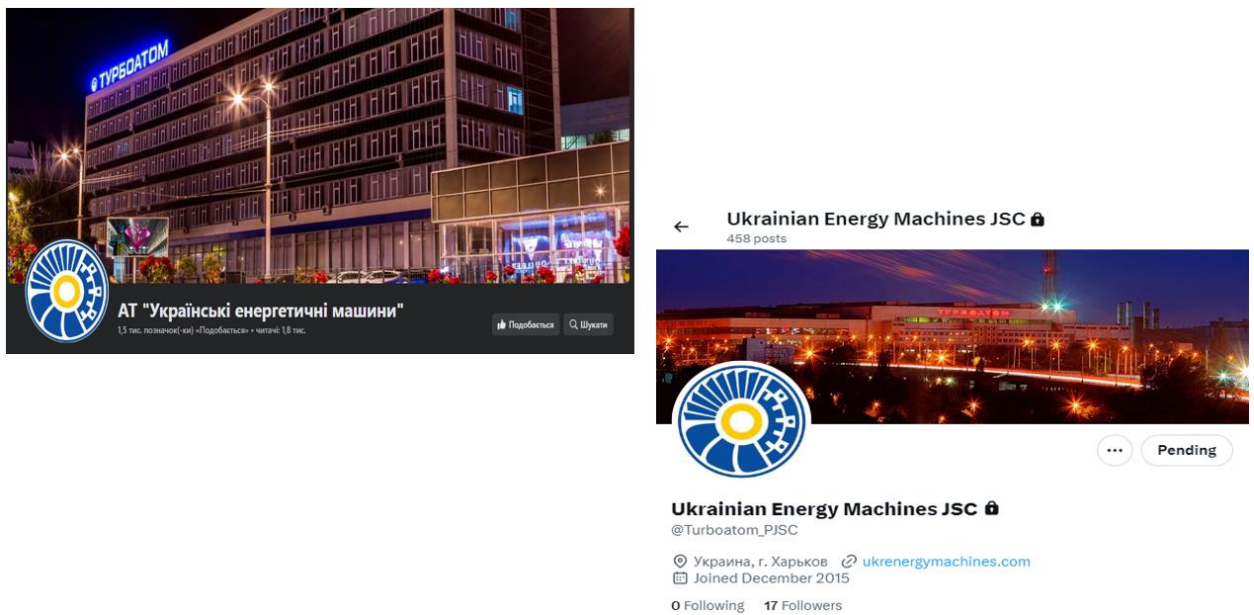 ТУРБОАТОМ
АТ "Українські енергетичні машини"
1,5 тис. позначок(-ки) «Подобається» • читачі: 1,8 тис.
Подобається
Шукати
Ukrainian Energy Machines JSC
458 posts
ТУРБОАТОМ
Pending
Ukrainian Energy Machines JSC
@Turboatom_PJSC
Украина, г. Харьков ukrenergymachines.com
Joined December 2015
0 Following 17 Followers